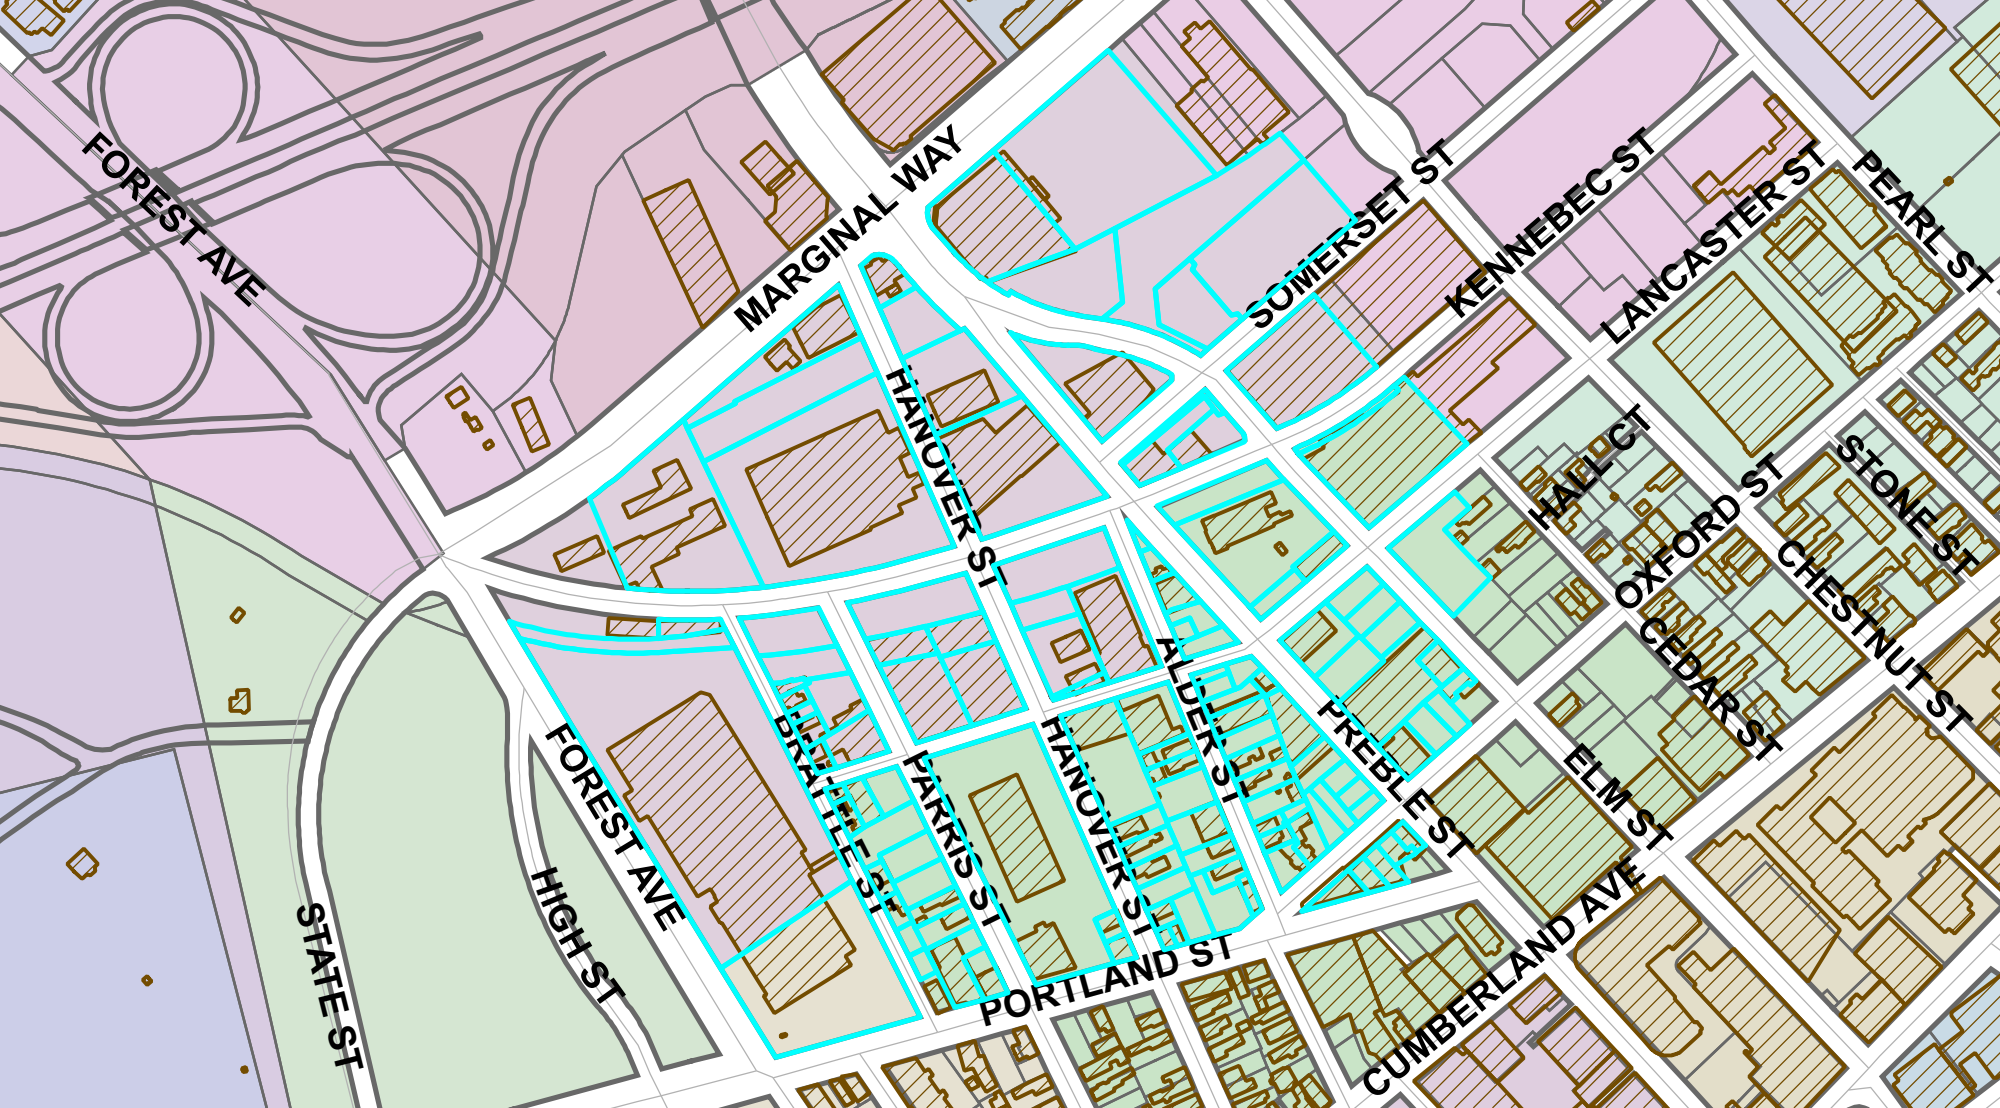 FOREST AVE
MARGINAL WAY
SOMERSET ST
KENNEBEC ST
LANCASTER ST
PEARL ST
HANOVER ST
HALL CT
OXFORD ST
STONE ST
CHESTNUT ST
CEDAR ST
ELM ST
ALDER ST
PREBLE ST
FOREST AVE
BRATTLE ST
PARRIS ST
HANOVER ST
HIGH ST
STATE ST
PORTLAND ST
CUMBERLAND AVE